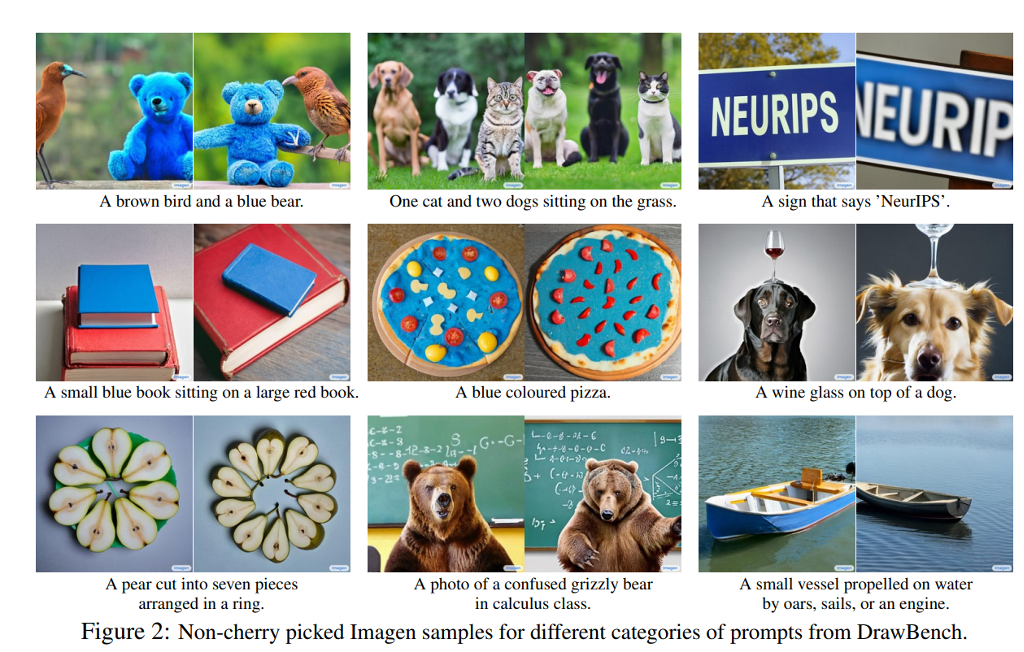 A brown bird and a blue bear.
One cat and two dogs sitting on the grass.
NEURIPS
NEURIP
A sign that says ’NeurIPS’.
A small blue book sitting on a large red book.
A blue coloured pizza.
A wine glass on top of a dog.
A pear cut into seven pieces
arranged in a ring.
A photo of a confused grizzly bear
in calculus class.
A small vessel propelled on water
by oars, sails, or an engine.
Figure 2: Non-cherry picked Imagen samples for different categories of prompts from DrawBench.